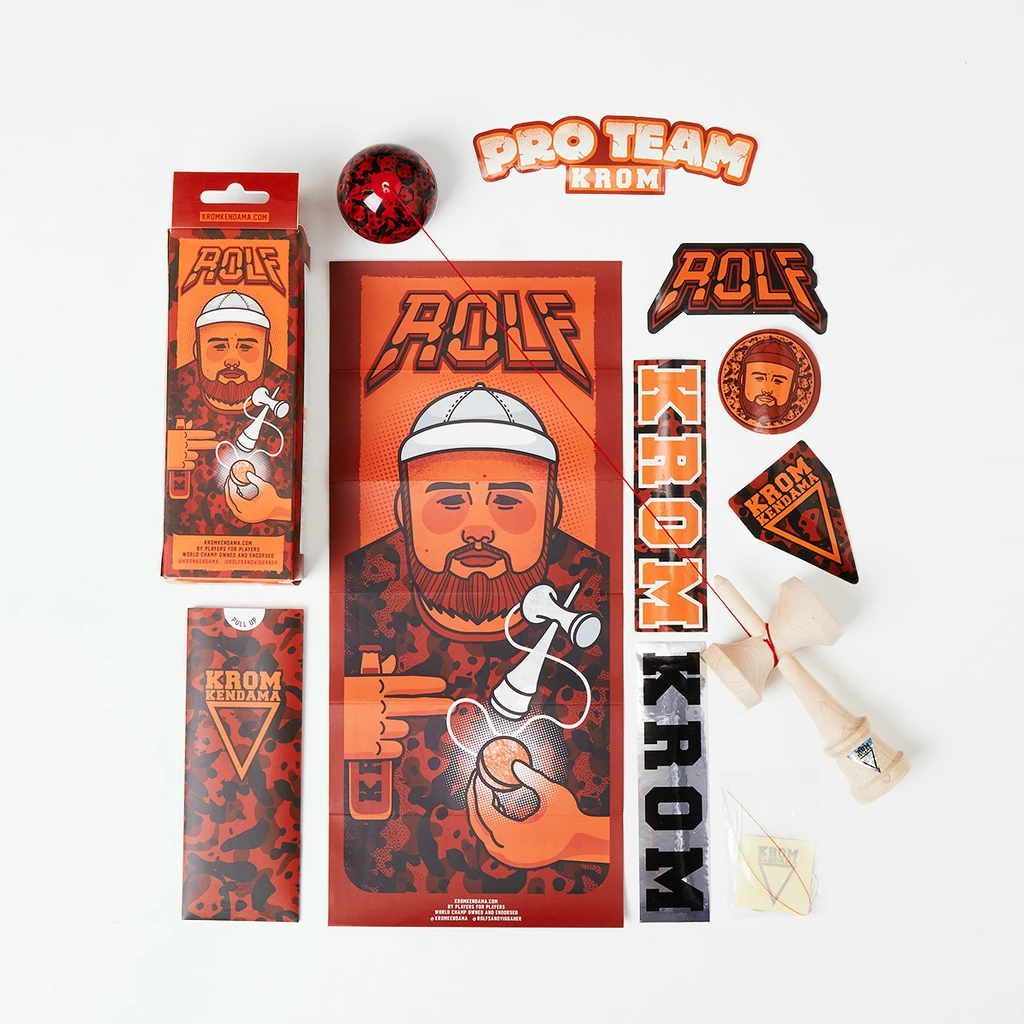 PRO TEAM
KROM
KROMKENDAMA.COM
ROLF
KROMKENDAMA.COM
BY PLAYERS FOR PLAYERS
WORLD CHAMP OWNED AND ENDORSED
@KROMKENDAMA @ROLFSANDVIGGANER
PULL UP
KROM
KENDAMA
ROLF
KR
KROMKENDAMA.COM
BY PLAYERS FOR PLAYERS
WORLD CHAMP OWNED AND ENDORSED
@KROMKENDAMA @ROLFSANDVIGGANER
ROLF
KROM
KROM
KENDAMA
KROM
KROM
KENDAMA